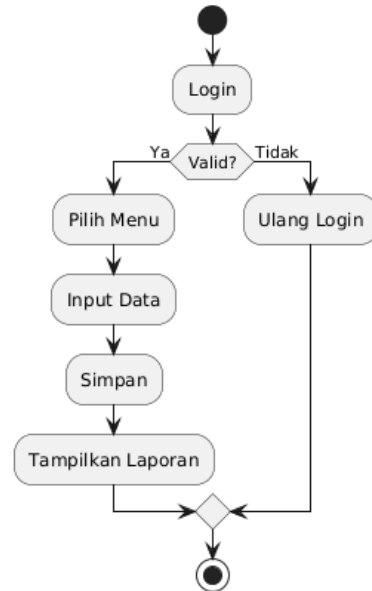 Login
Valid?
Ya
Tidak
Pilih Menu
Ulang Login
Input Data
Simpan
Tampilkan Laporan